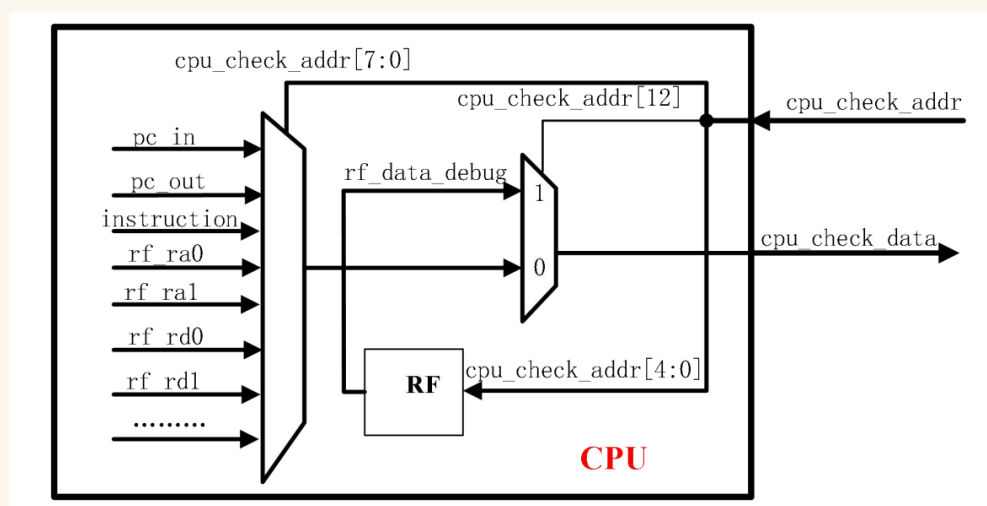 cpu_check_addr[7:0]
cpu_check_addr[12]
cpu_check_addr
pc_in
rf_data_debug
pc_out
1
instruction
cpu_check_data
rf_ra0
0
rf_ra1
rf_rd0
cpu_check_addr[4:0]
rf_rd1
RF
.........
CPU